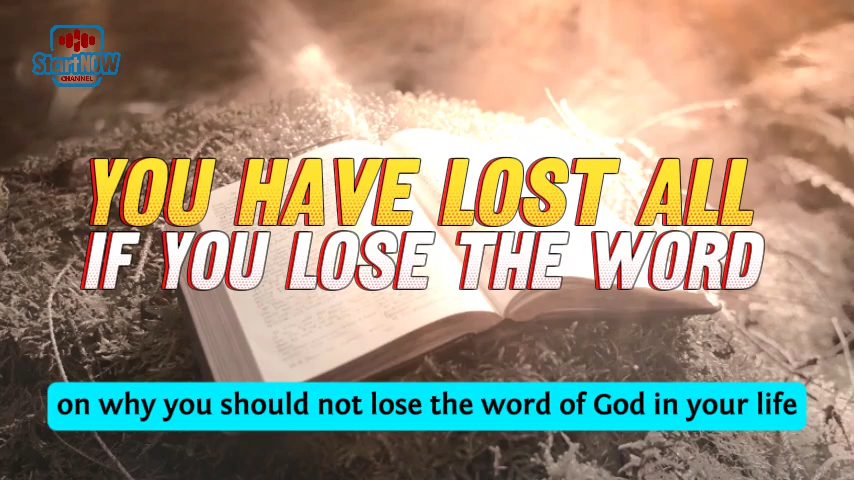 StartNOW
CHANNEL
YOU HAVE LOST ALL
IF YOU LOSE THE WORD
on why you should not lose the word of God in your life